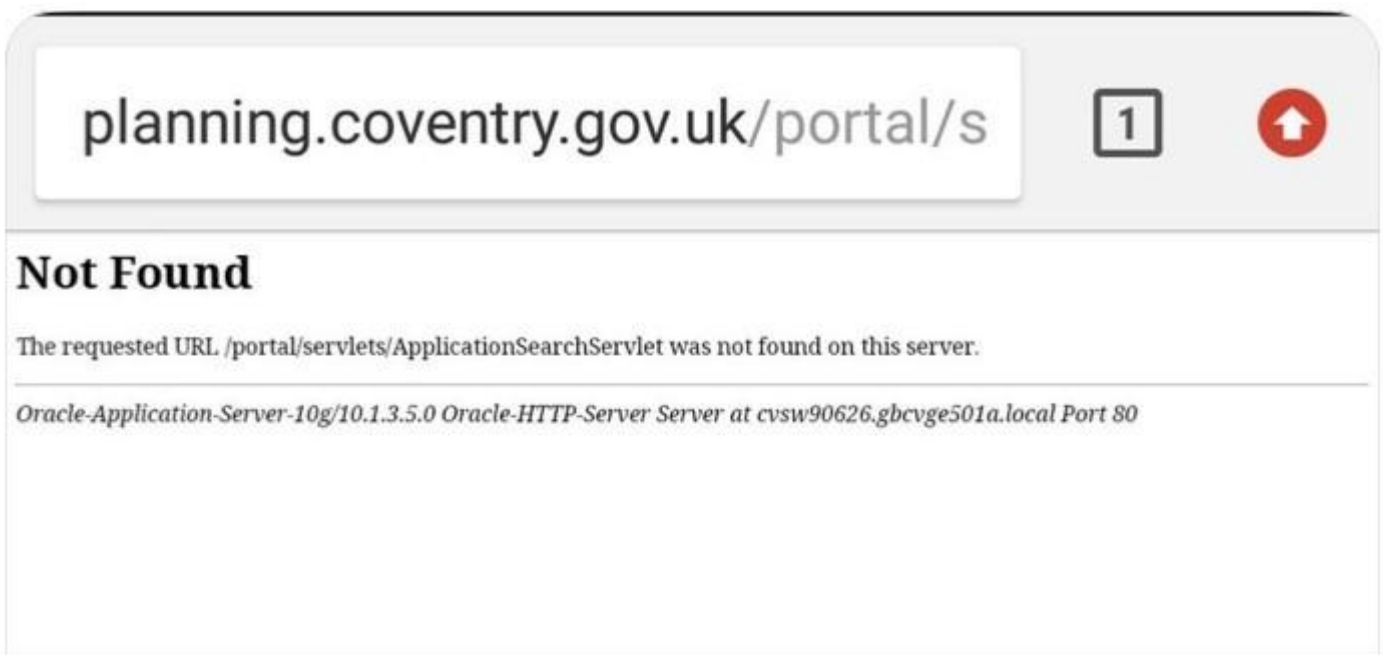 planning.coventry.gov.uk/portal/s
1
Not Found
The requested URL /portal/servlets/ApplicationSearchServlet was not found on this server.
Oracle-Application-Server-10g/10.1.3.5.0 Oracle-HTTP-Server Server at cvsw90626.gbcvge501a.local Port 80